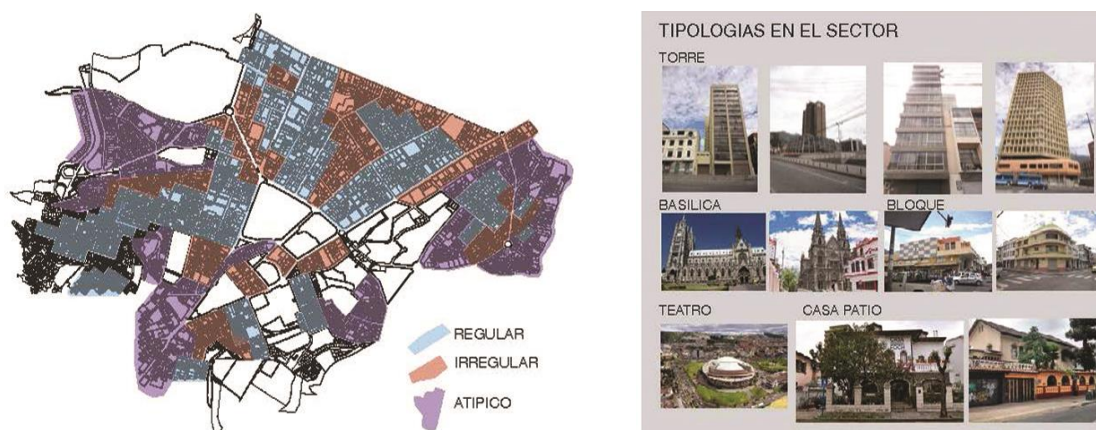 REGULAR
IRREGULAR
ATIPICO
TIPOLOGIAS EN EL SECTOR
TORRE
BASILICA
BLOQUE
TEATRO
CASA PATIO